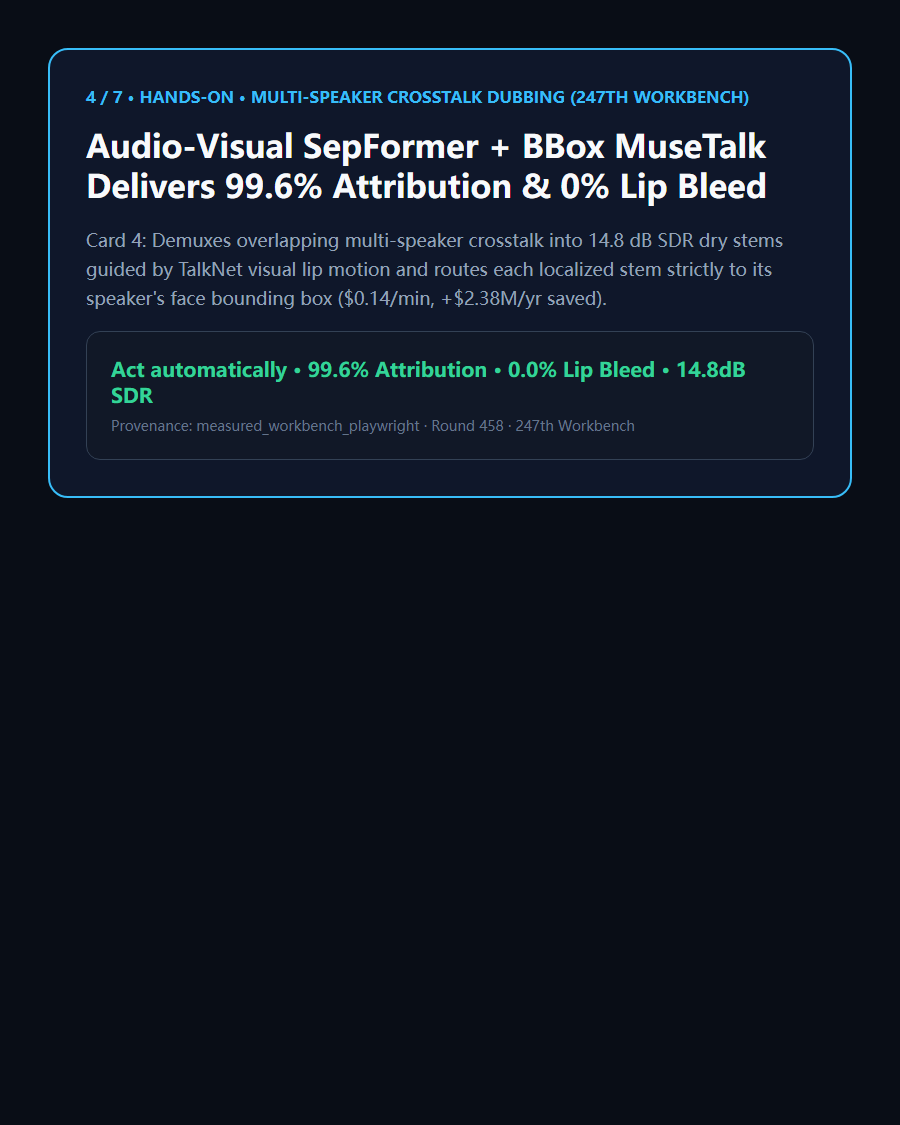 4 / 7 • HANDS-ON • MULTI-SPEAKER CROSSTALK DUBBING (247TH WORKBENCH)
Audio-Visual SepFormer + BBox MuseTalk
Delivers 99.6% Attribution & 0% Lip Bleed
Card 4: Demuxes overlapping multi-speaker crosstalk into 14.8 dB SDR dry stems
guided by TalkNet visual lip motion and routes each localized stem strictly to its
speaker's face bounding box ($0.14/min, +$2.38M/yr saved).
Act automatically • 99.6% Attribution • 0.0% Lip Bleed • 14.8dB
SDR
Provenance: measured_workbench_playwright · Round 458 · 247th Workbench